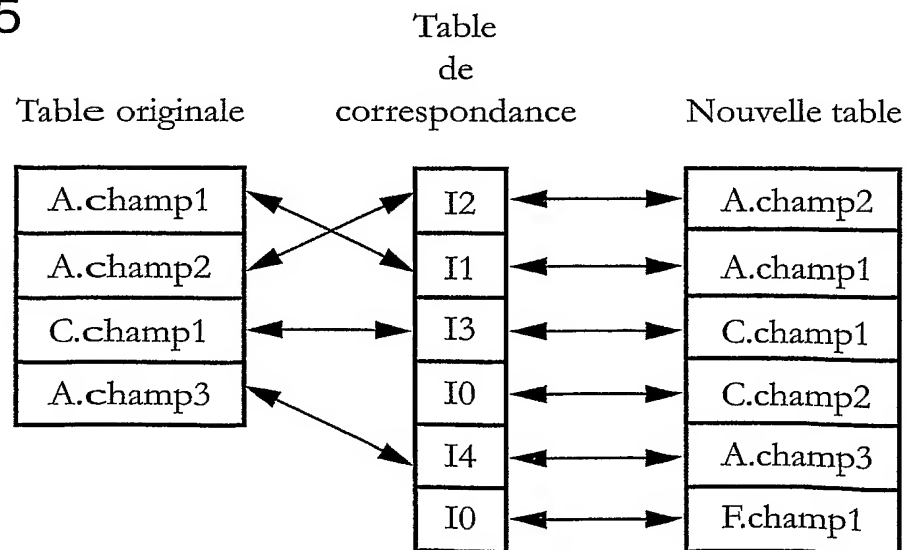 5
Table
de
correspondance
Table originale
Nouvelle table
A.champ1
A.champ2
C.champ1
A.champ3
I2
I1
I3
I0
I4
I0
A.champ2
A.champ1
C.champ1
C.champ2
A.champ3
F.champ1